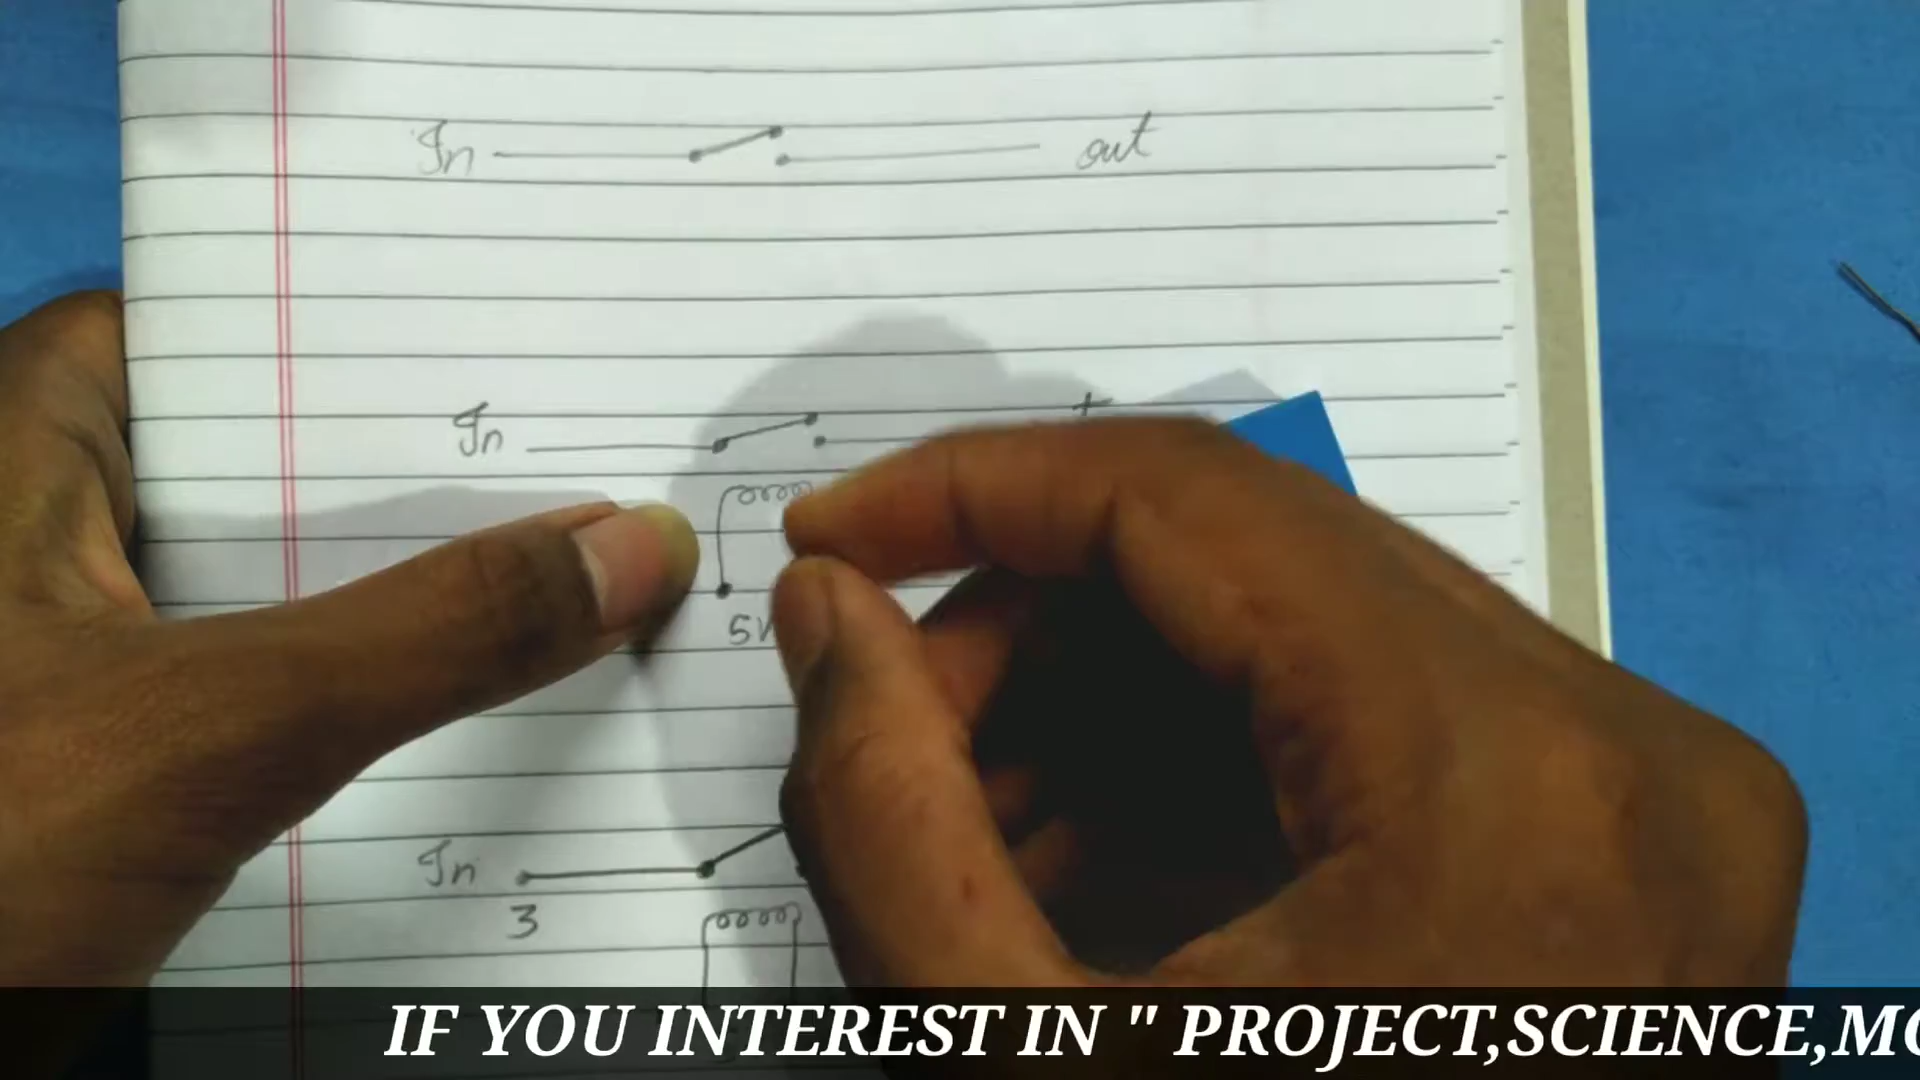 In out
In
5V
In
3
IF YOU INTEREST IN " PROJECT,SCIENCE,MO